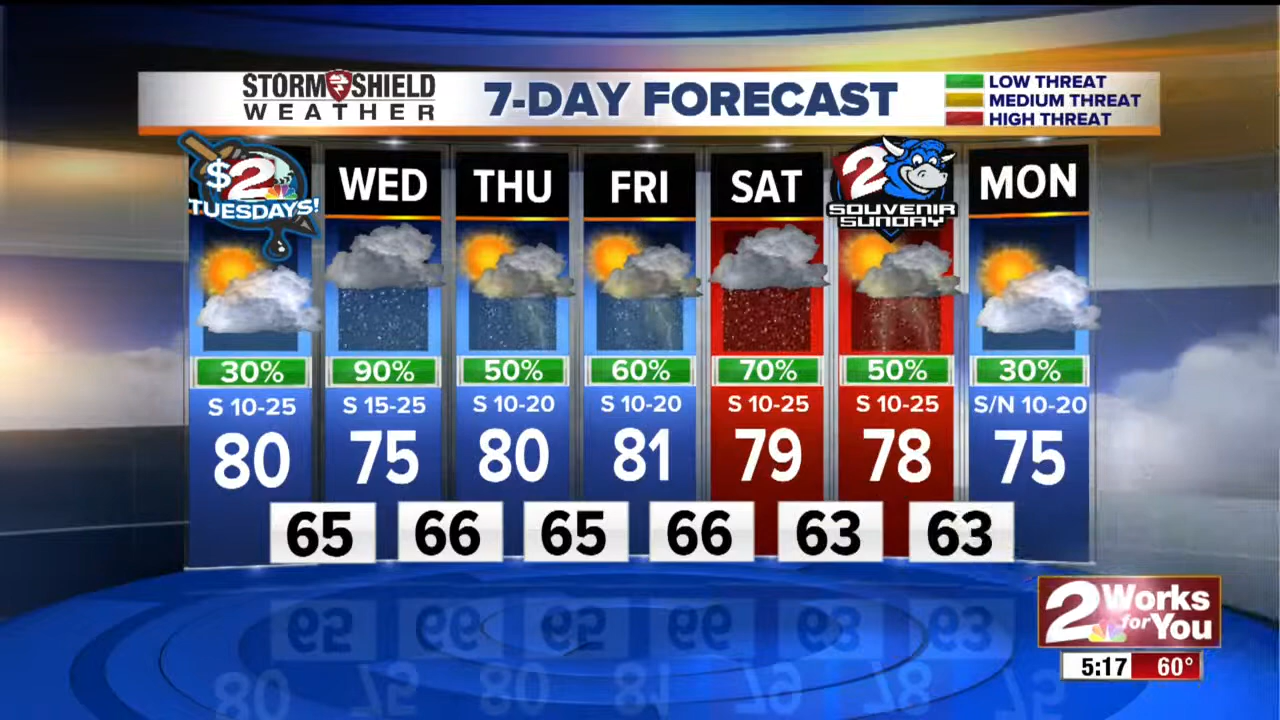 STORM SHIELD
WEATHER
7-DAY FORECAST
LOW THREAT
MEDIUM THREAT
HIGH THREAT
$2
TUESDAYS!
WED
THU
FRI
SAT
2
SOUVENIR
SUNDAY
MON
30%
90%
50%
60%
70%
50%
30%
S 10-25
S 15-25
S 10-20
S 10-20
S 10-25
S 10-25
S/N 10-20
80
75
80
81
79
78
75
65
66
65
66
63
63
2 Works
for You
5:17 60°